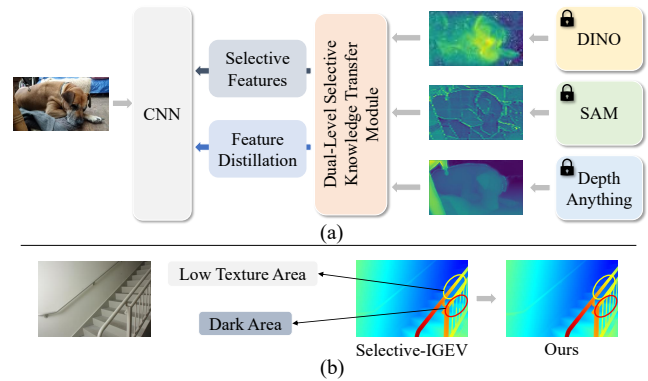 CNN
Selective
Features
Feature
Distillation
Dual-Level Selective
Knowledge Transfer
Module
DINO
SAM
Depth
Anything
(a)
Low Texture Area
Dark Area
Selective-IGEV
Ours
(b)